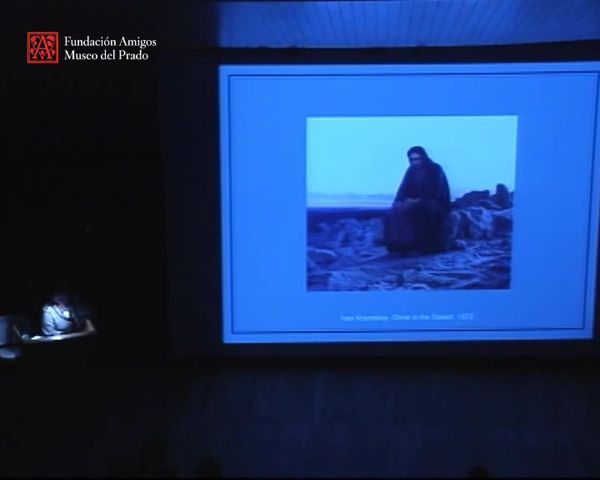 Fundación Amigos
Museo del Prado
Ivan Kramskoy, Christ in the Desert, 1872